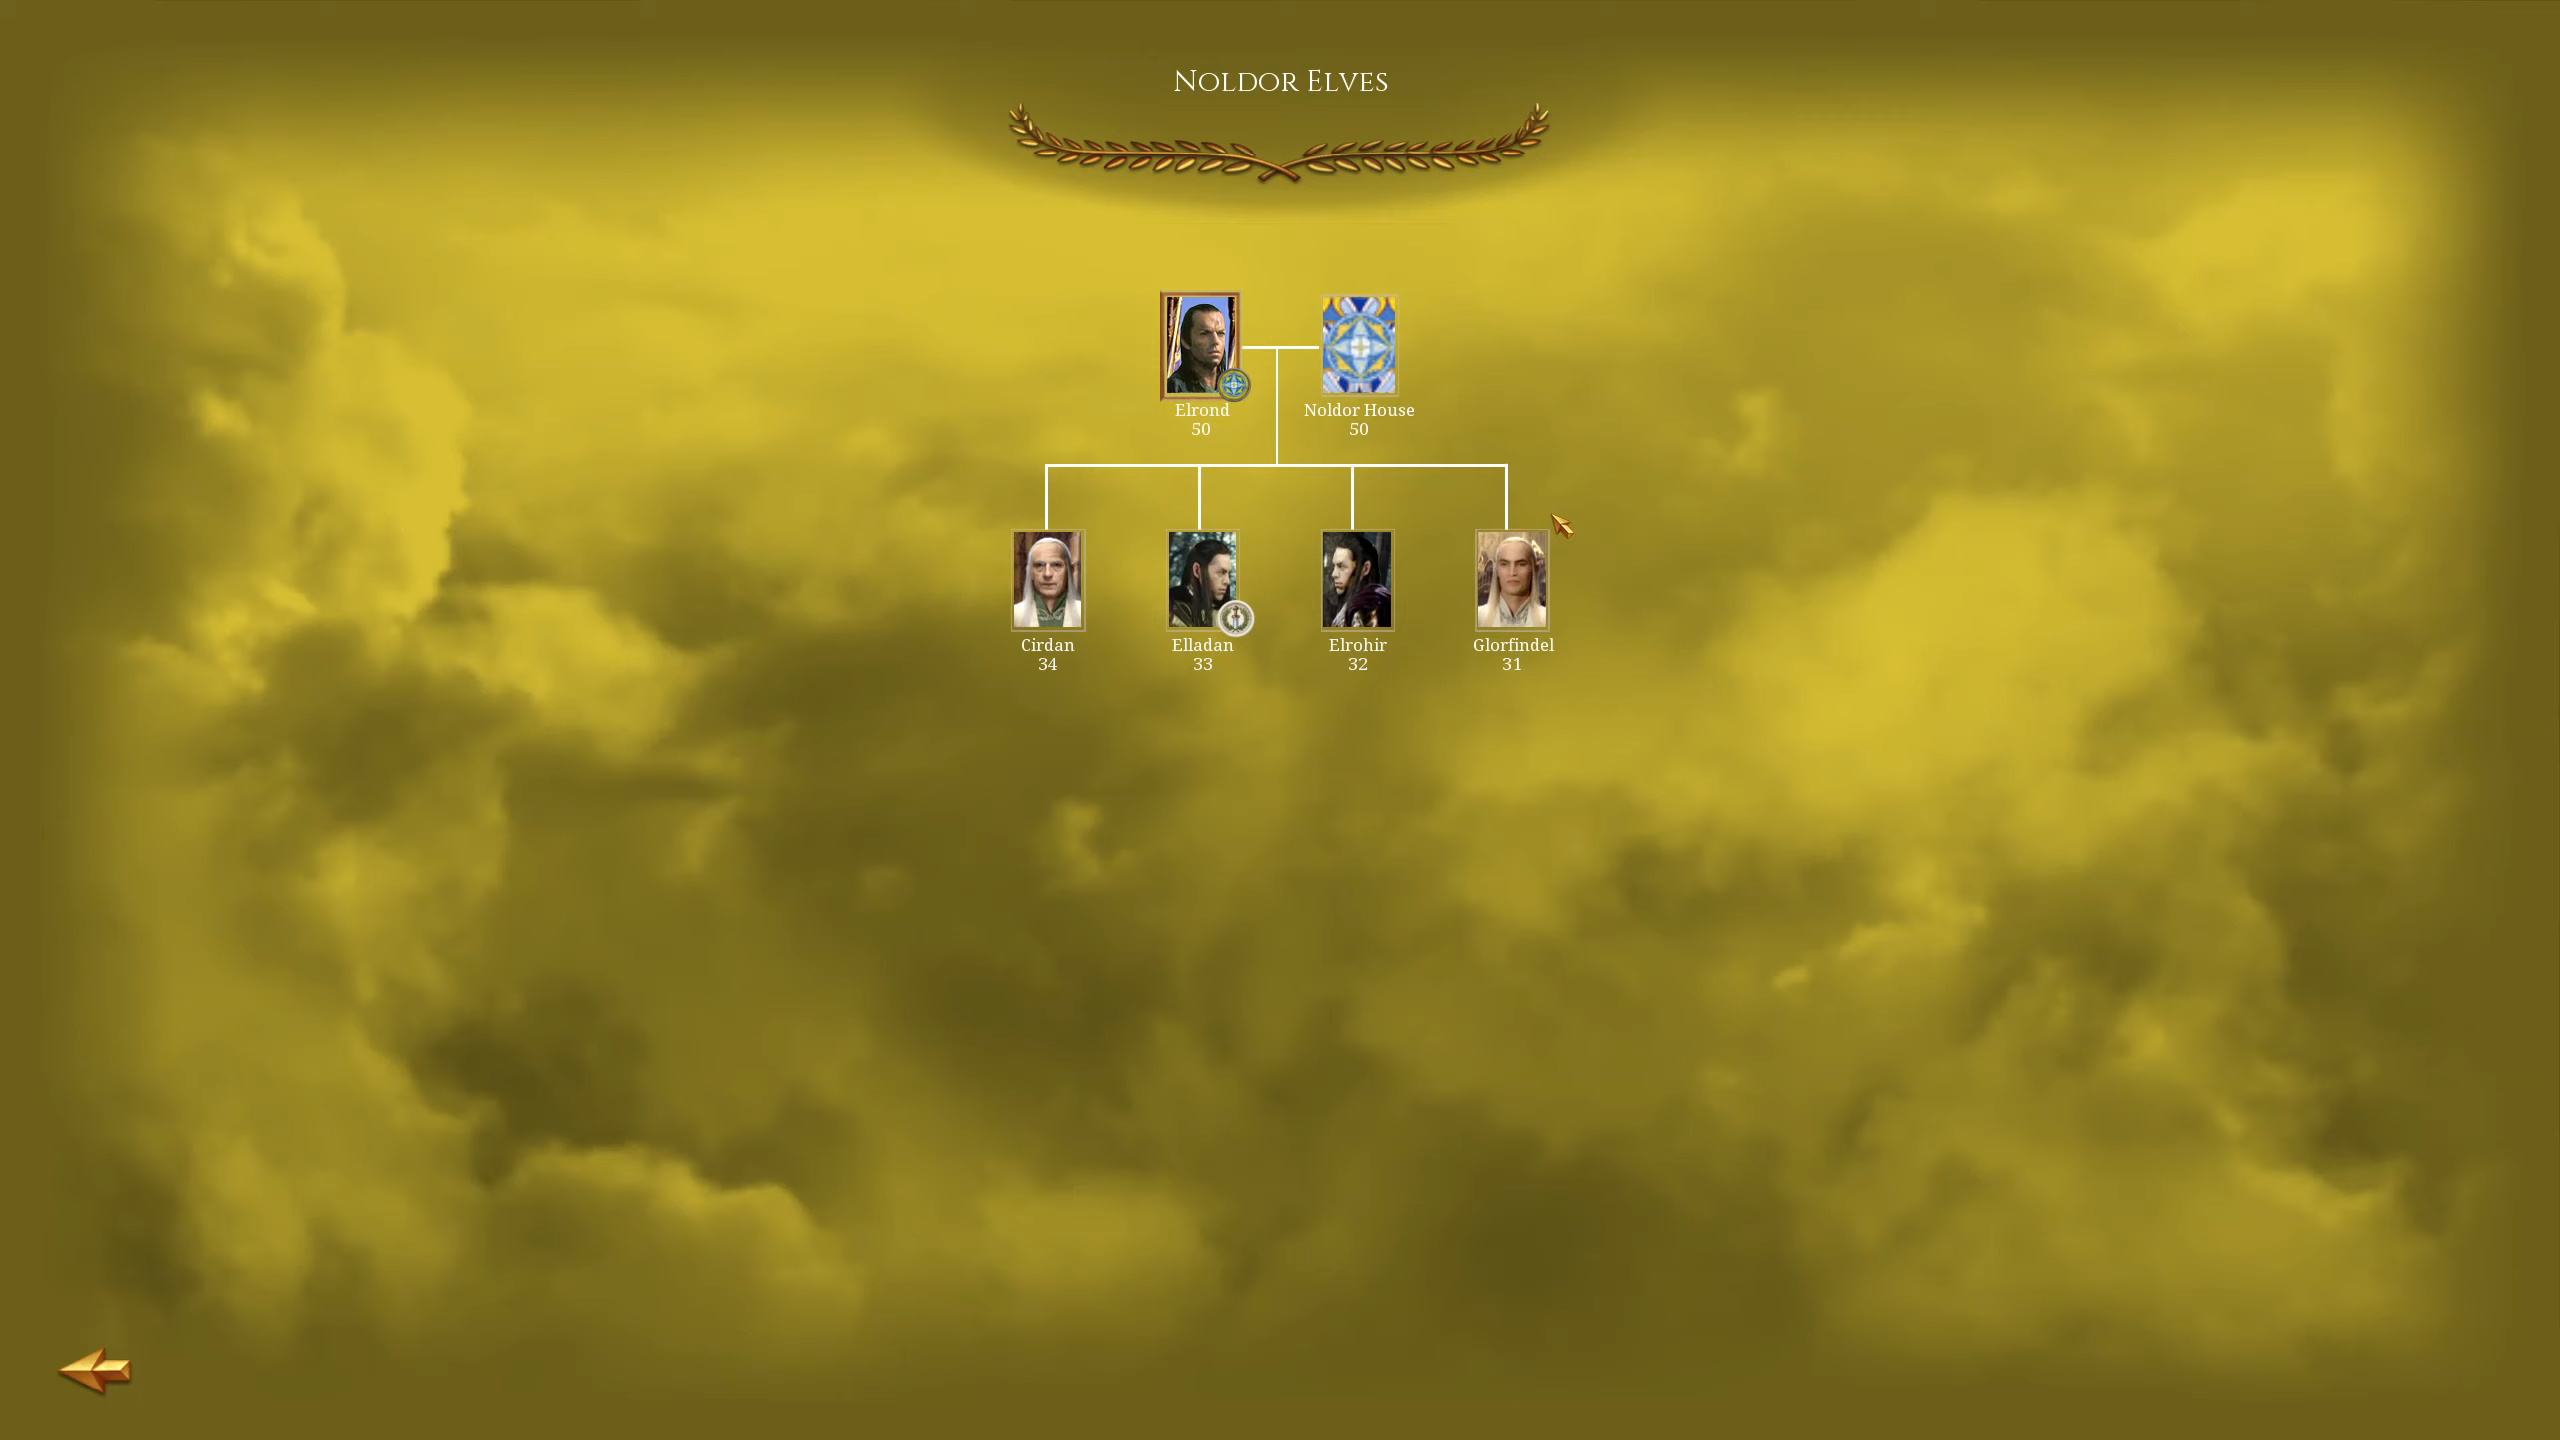 Noldor Elves
Elrond
50
Noldor House
50
Cirdan
34
Elladan
33
Elrohir
32
Glorfindel
31